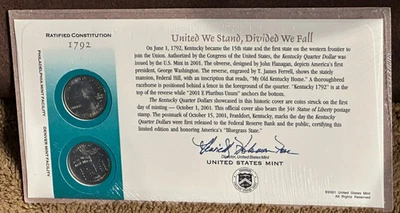 RATIFIED CONSTITUTION
1792
PHILADELPHIA MINT FACILITY
DENVER MINT FACILITY
United We Stand, Divided We Fall
On June 1, 1792, Kentucky became the 15th state and the first state on the western frontier to
join the Union. Authorized by the Congress of the United States, the Kentucky Quarter Dollar was
issued by the U.S. Mint in 2001. The obverse, designed by John Flanagan, depicts America's first
president, George Washington. The reverse, engraved by T. James Ferrell, shows the stately
mansion, Federal Hill, with an inscription that reads, "My Old Kentucky Home." A thoroughbred
racehorse is positioned behind a fence in the foreground of the quarter. "Kentucky 1792" is at the
top of the reverse while "2001 E Pluribus Unum" anchors the bottom.
The Kentucky Quarter Dollars showcased in this historic cover are coins struck on the first
day of minting – October 1, 2001. This official cover also bears the 34¢ Statue of Liberty postage
stamp. The postmark of October 15, 2001, Frankfort, Kentucky, marks the day the Kentucky
Quarter Dollars were first released to the Federal Reserve Bank and the public, certifying this
limited edition and honoring America's "Bluegrass State."
Director, United States Mint
UNITED STATES MINT